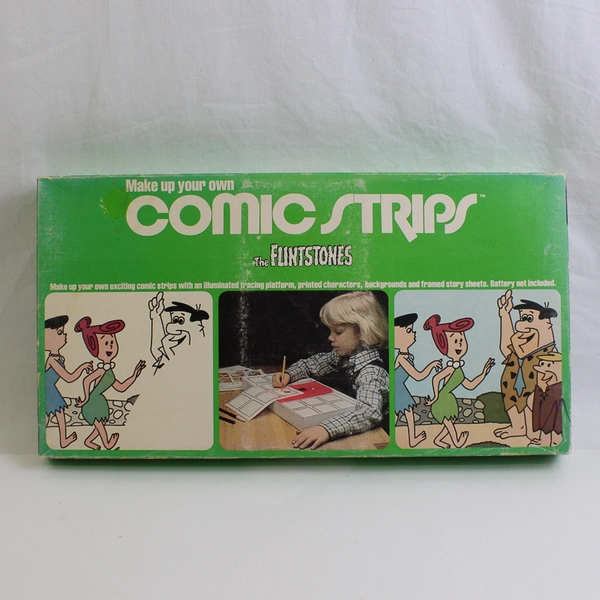 Make up your own
COMIC STRIPS™
The FLINTSTONES
Make up your own exciting comic strips with an illuminated tracing platform, printed characters, backgrounds and framed story sheets. Battery not included.